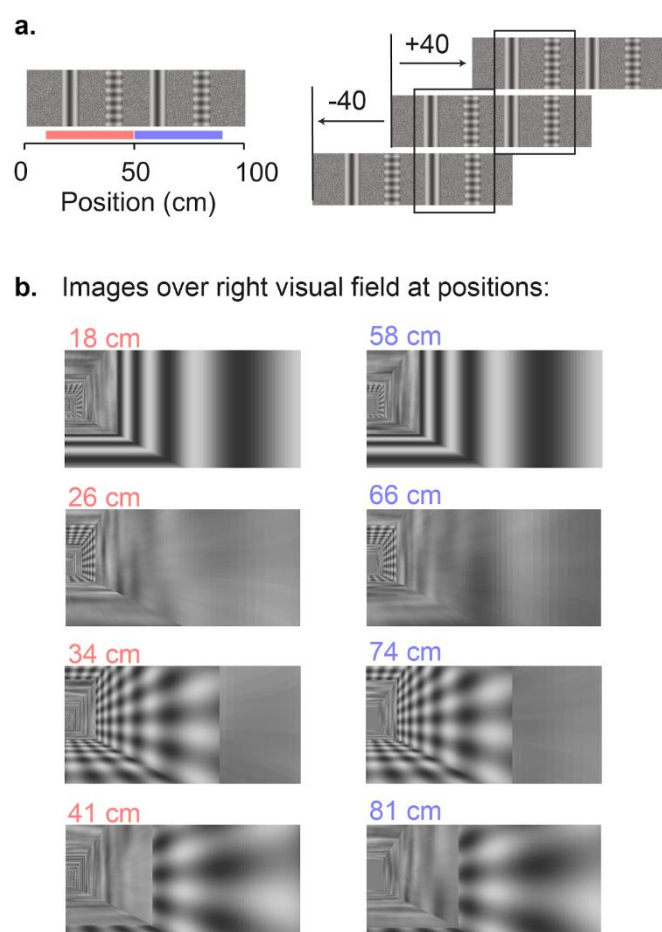 a.
+40
-40
0 50 100
Position (cm)
b. Images over right visual field at positions:
18 cm 58 cm
26 cm 66 cm
34 cm 74 cm
41 cm 81 cm